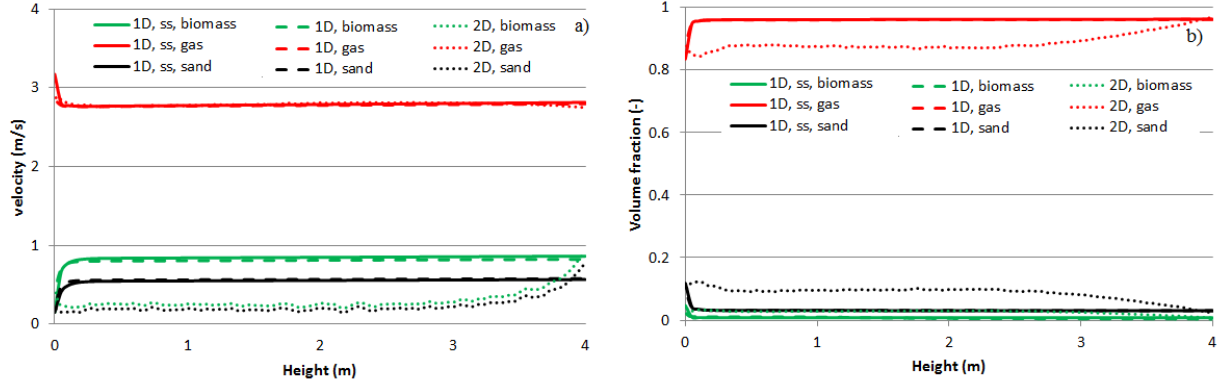 1D, ss, biomass 1D, biomass 2D, biomass a)
1D, ss, gas 1D, gas 2D, gas
1D, ss, sand 1D, sand 2D, sand
4
3
2
1
0
velocity (m/s)
0 1 2 3 4
Height (m)
b)
1D, ss, biomass 1D, biomass 2D, biomass
1D, ss, gas 1D, gas 2D, gas
1D, ss, sand 1D, sand 2D, sand
1
0.8
0.6
0.4
0.2
0
Volume fraction (-)
0 1 2 3 4
Height (m)